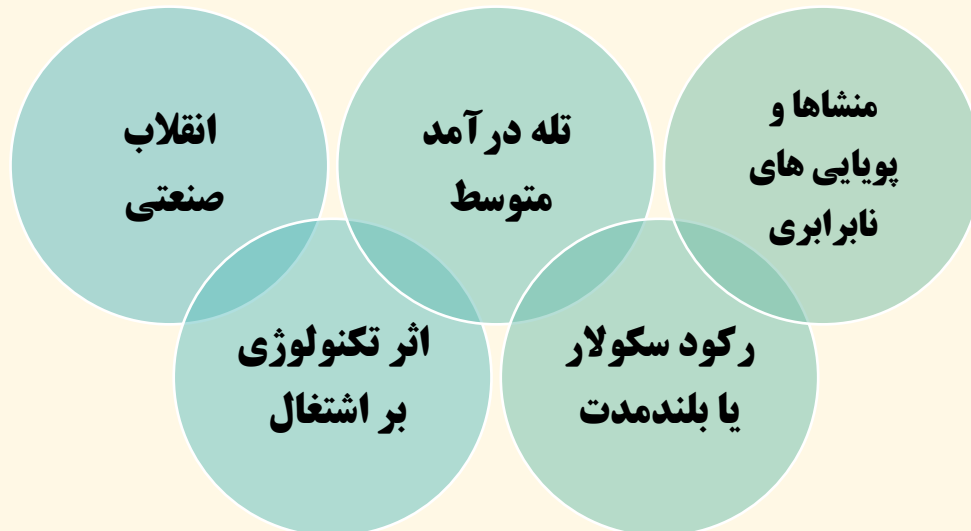 منشاها و
پویایی های
نابرابری
تله درآمد
متوسط
انقلاب
صنعتی
رکود سکولار
یا بلندمدت
اثر تکنولوژی
بر اشتغال